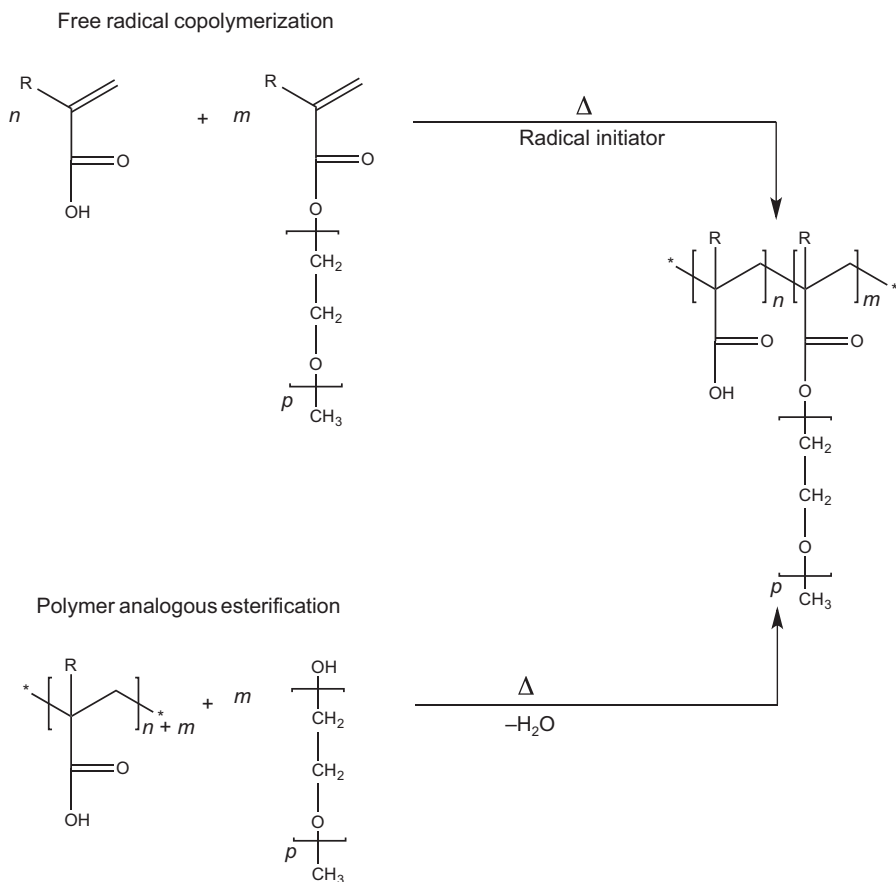 Free radical copolymerization
R
n
O
OH
+
m
R
O
O
CH2
CH2
O
p
CH3
Δ
Radical initiator
R
R
*
n
m
*
O
OH
O
O
CH2
CH2
O
p
CH3
Polymer analogous esterification
R
*
*
n + m
O
OH
+
m
OH
CH2
CH2
O
p
CH3
Δ
–H2O